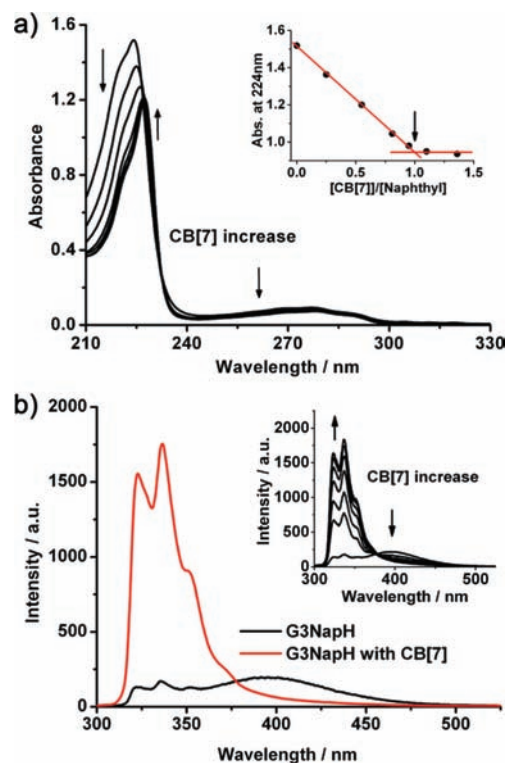 a)
1.6
1.2
0.8
0.4
0.0
Absorbance
CB[7] increase
210 240 270 300 330
Wavelength / nm
1.6
1.4
1.2
1.0
Abs. at 224nm
0.0 0.5 1.0 1.5
[CB[7]]/[Naphthyl]
b)
2000
1500
1000
500
0
Intensity / a.u.
G3NapH
G3NapH with CB[7]
300 350 400 450 500
Wavelength / nm
2000
1500
1000
500
0
Intensity / a.u.
CB[7] increase
300 400 500
Wavelength / nm